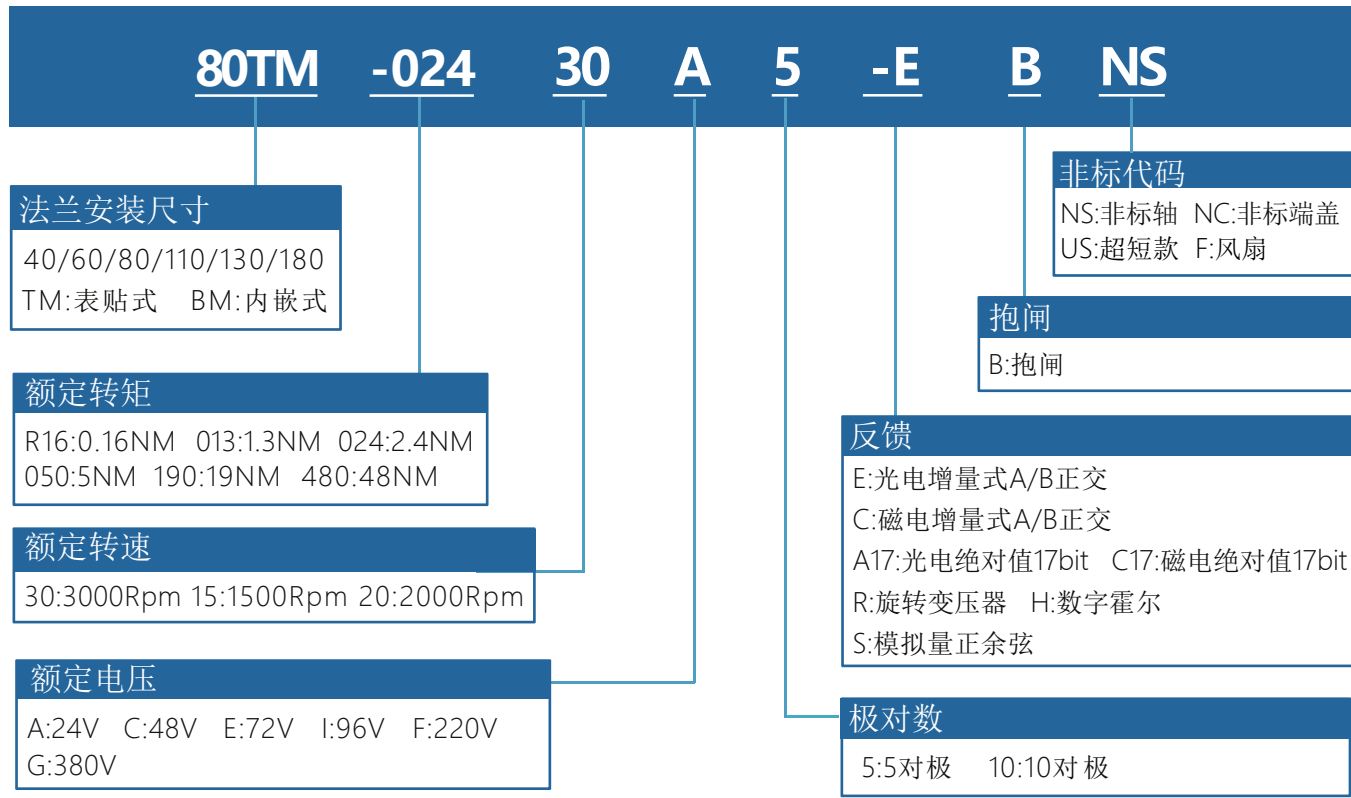 80TM -024 30 A 5 -E B NS
法兰安装尺寸
40/60/80/110/130/180
TM:表贴式 BM:内嵌式
额定转矩
R16:0.16NM 013:1.3NM 024:2.4NM
050:5NM 190:19NM 480:48NM
额定转速
30:3000Rpm 15:1500Rpm 20:2000Rpm
额定电压
A:24V C:48V E:72V I:96V F:220V
G:380V
非标代码
NS:非标轴 NC:非标端盖
US:超短款 F:风扇
抱闸
B:抱闸
反馈
E:光电增量式A/B正交
C:磁电增量式A/B正交
A17:光电绝对值17bit C17:磁电绝对值17bit
R:旋转变压器 H:数字霍尔
S:模拟量正余弦
极对数
5:5对极 10:10对极